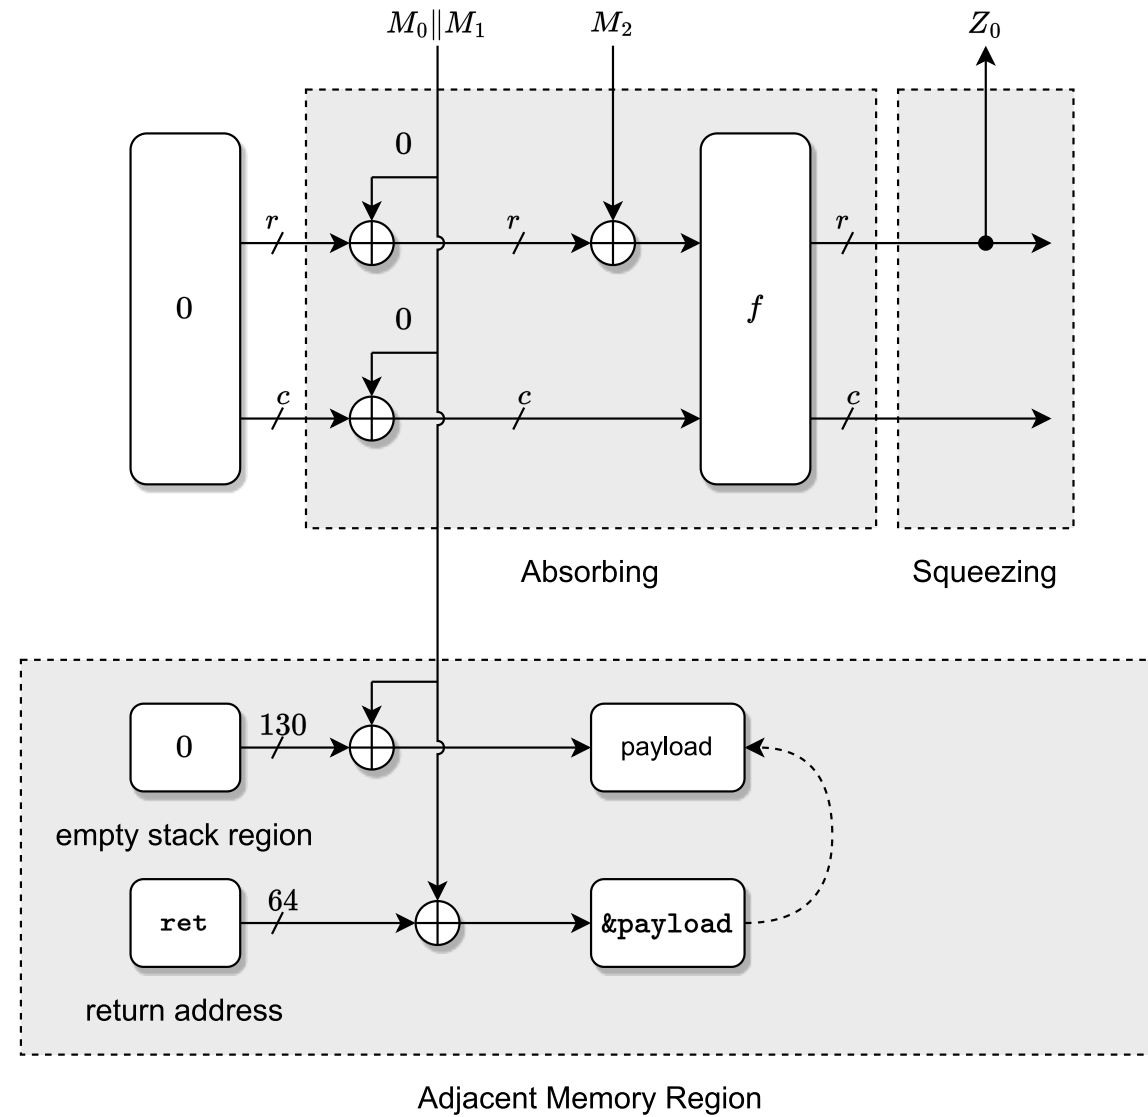 M₀∥M₁ M₂ Z₀
0
r r r
0 f
0
c c c
Absorbing Squeezing
130
0 payload
empty stack region
64
ret &payload
return address
Adjacent Memory Region